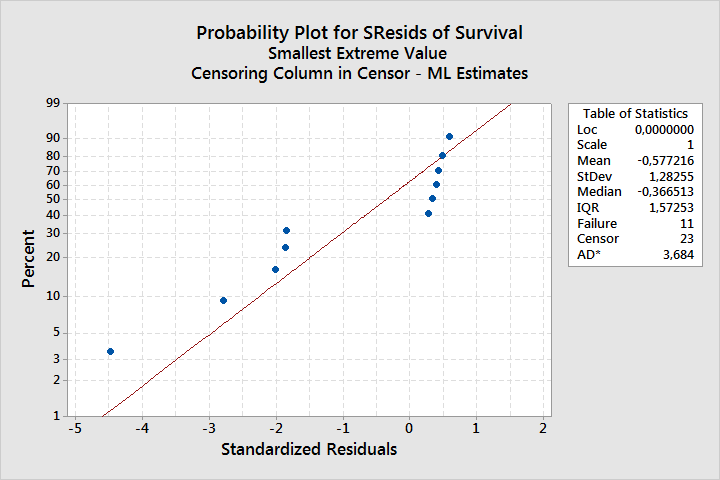 Probability Plot for SResids of Survival
Smallest Extreme Value
Censoring Column in Censor - ML Estimates
Percent
99
90
80
70
60
50
40
30
20
10
5
3
2
1
-5 -4 -3 -2 -1 0 1 2
Standardized Residuals
Table of Statistics
Loc 0,0000000
Scale 1
Mean -0,577216
StDev 1,28255
Median -0,366513
IQR 1,57253
Failure 11
Censor 23
AD* 3,684